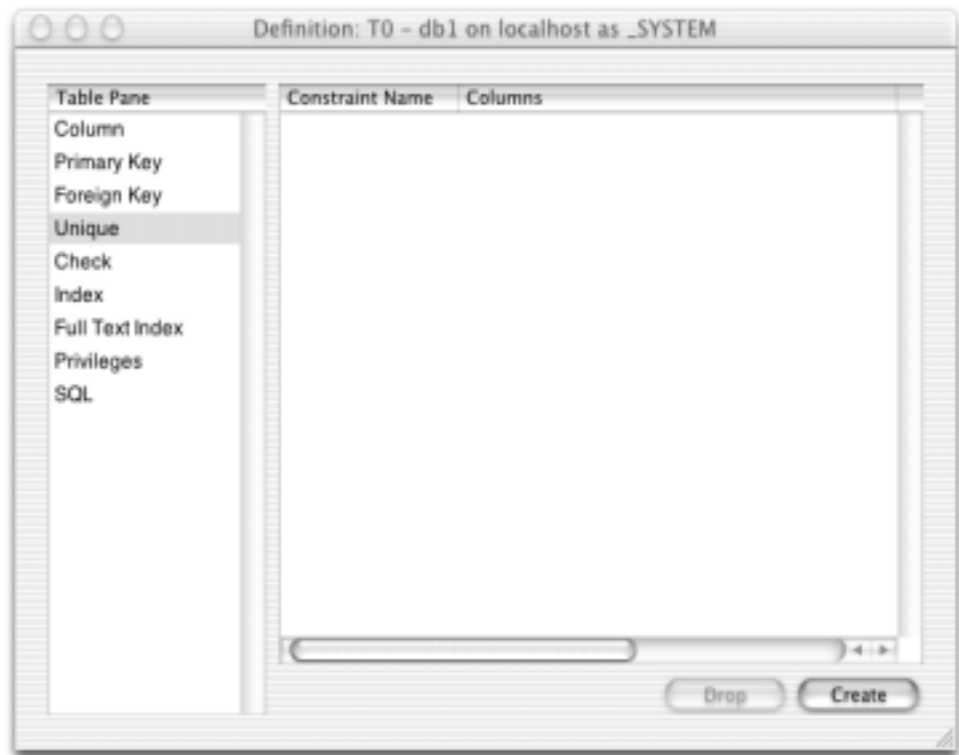 Definition: T0 – db1 on localhost as _SYSTEM
Table Pane
Column
Primary Key
Foreign Key
Unique
Check
Index
Full Text Index
Privileges
SQL
Constraint Name Columns
Drop Create